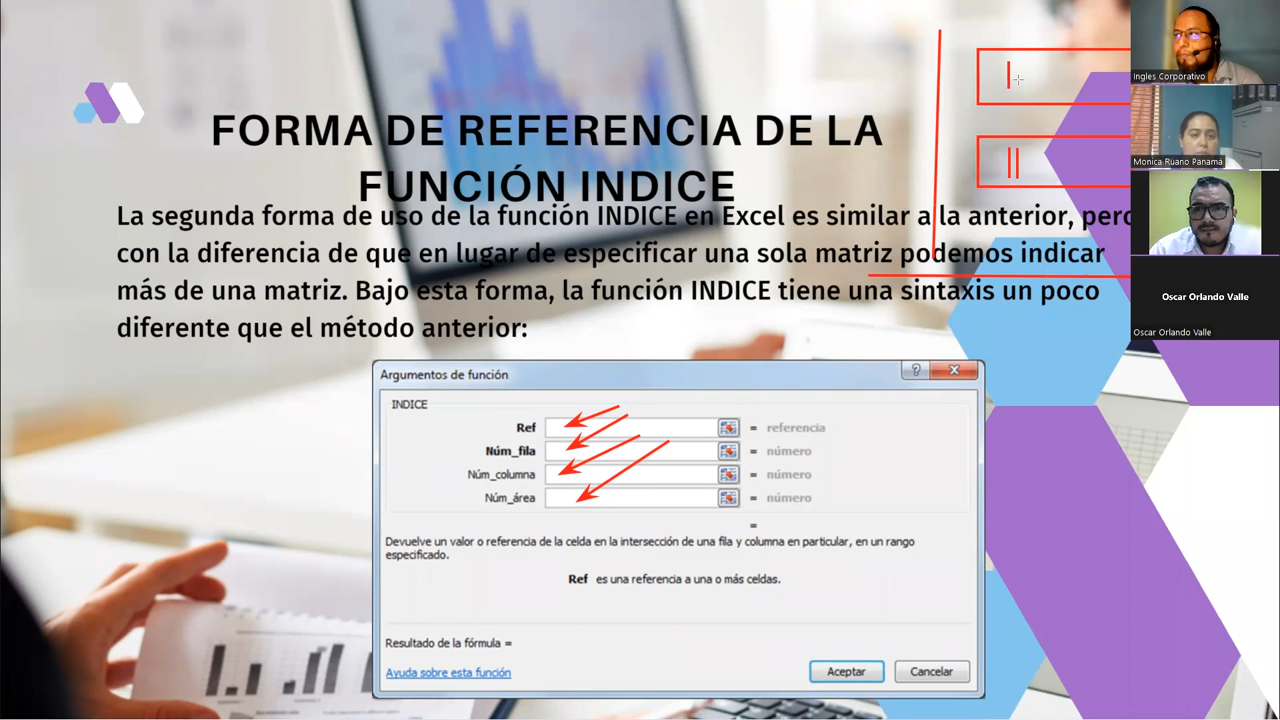 FORMA DE REFERENCIA DE LA
FUNCIÓN INDICE
La segunda forma de uso de la función INDICE en Excel es similar a la anterior, pero
con la diferencia de que en lugar de especificar una sola matriz podemos indicar
más de una matriz. Bajo esta forma, la función INDICE tiene una sintaxis un poco
diferente que el método anterior:
I
II
Argumentos de función
?
INDICE
Ref = referencia
Núm_fila = número
Núm_columna = número
Núm_área = número
=
Devuelve un valor o referencia de la celda en la intersección de una fila y columna en particular, en un rango
especificado.
Ref es una referencia a una o más celdas.
Resultado de la fórmula =
Ayuda sobre esta función
Aceptar
Cancelar
Ingles Corporativo
Monica Ruano Panamá
Oscar Orlando Valle
Oscar Orlando Valle